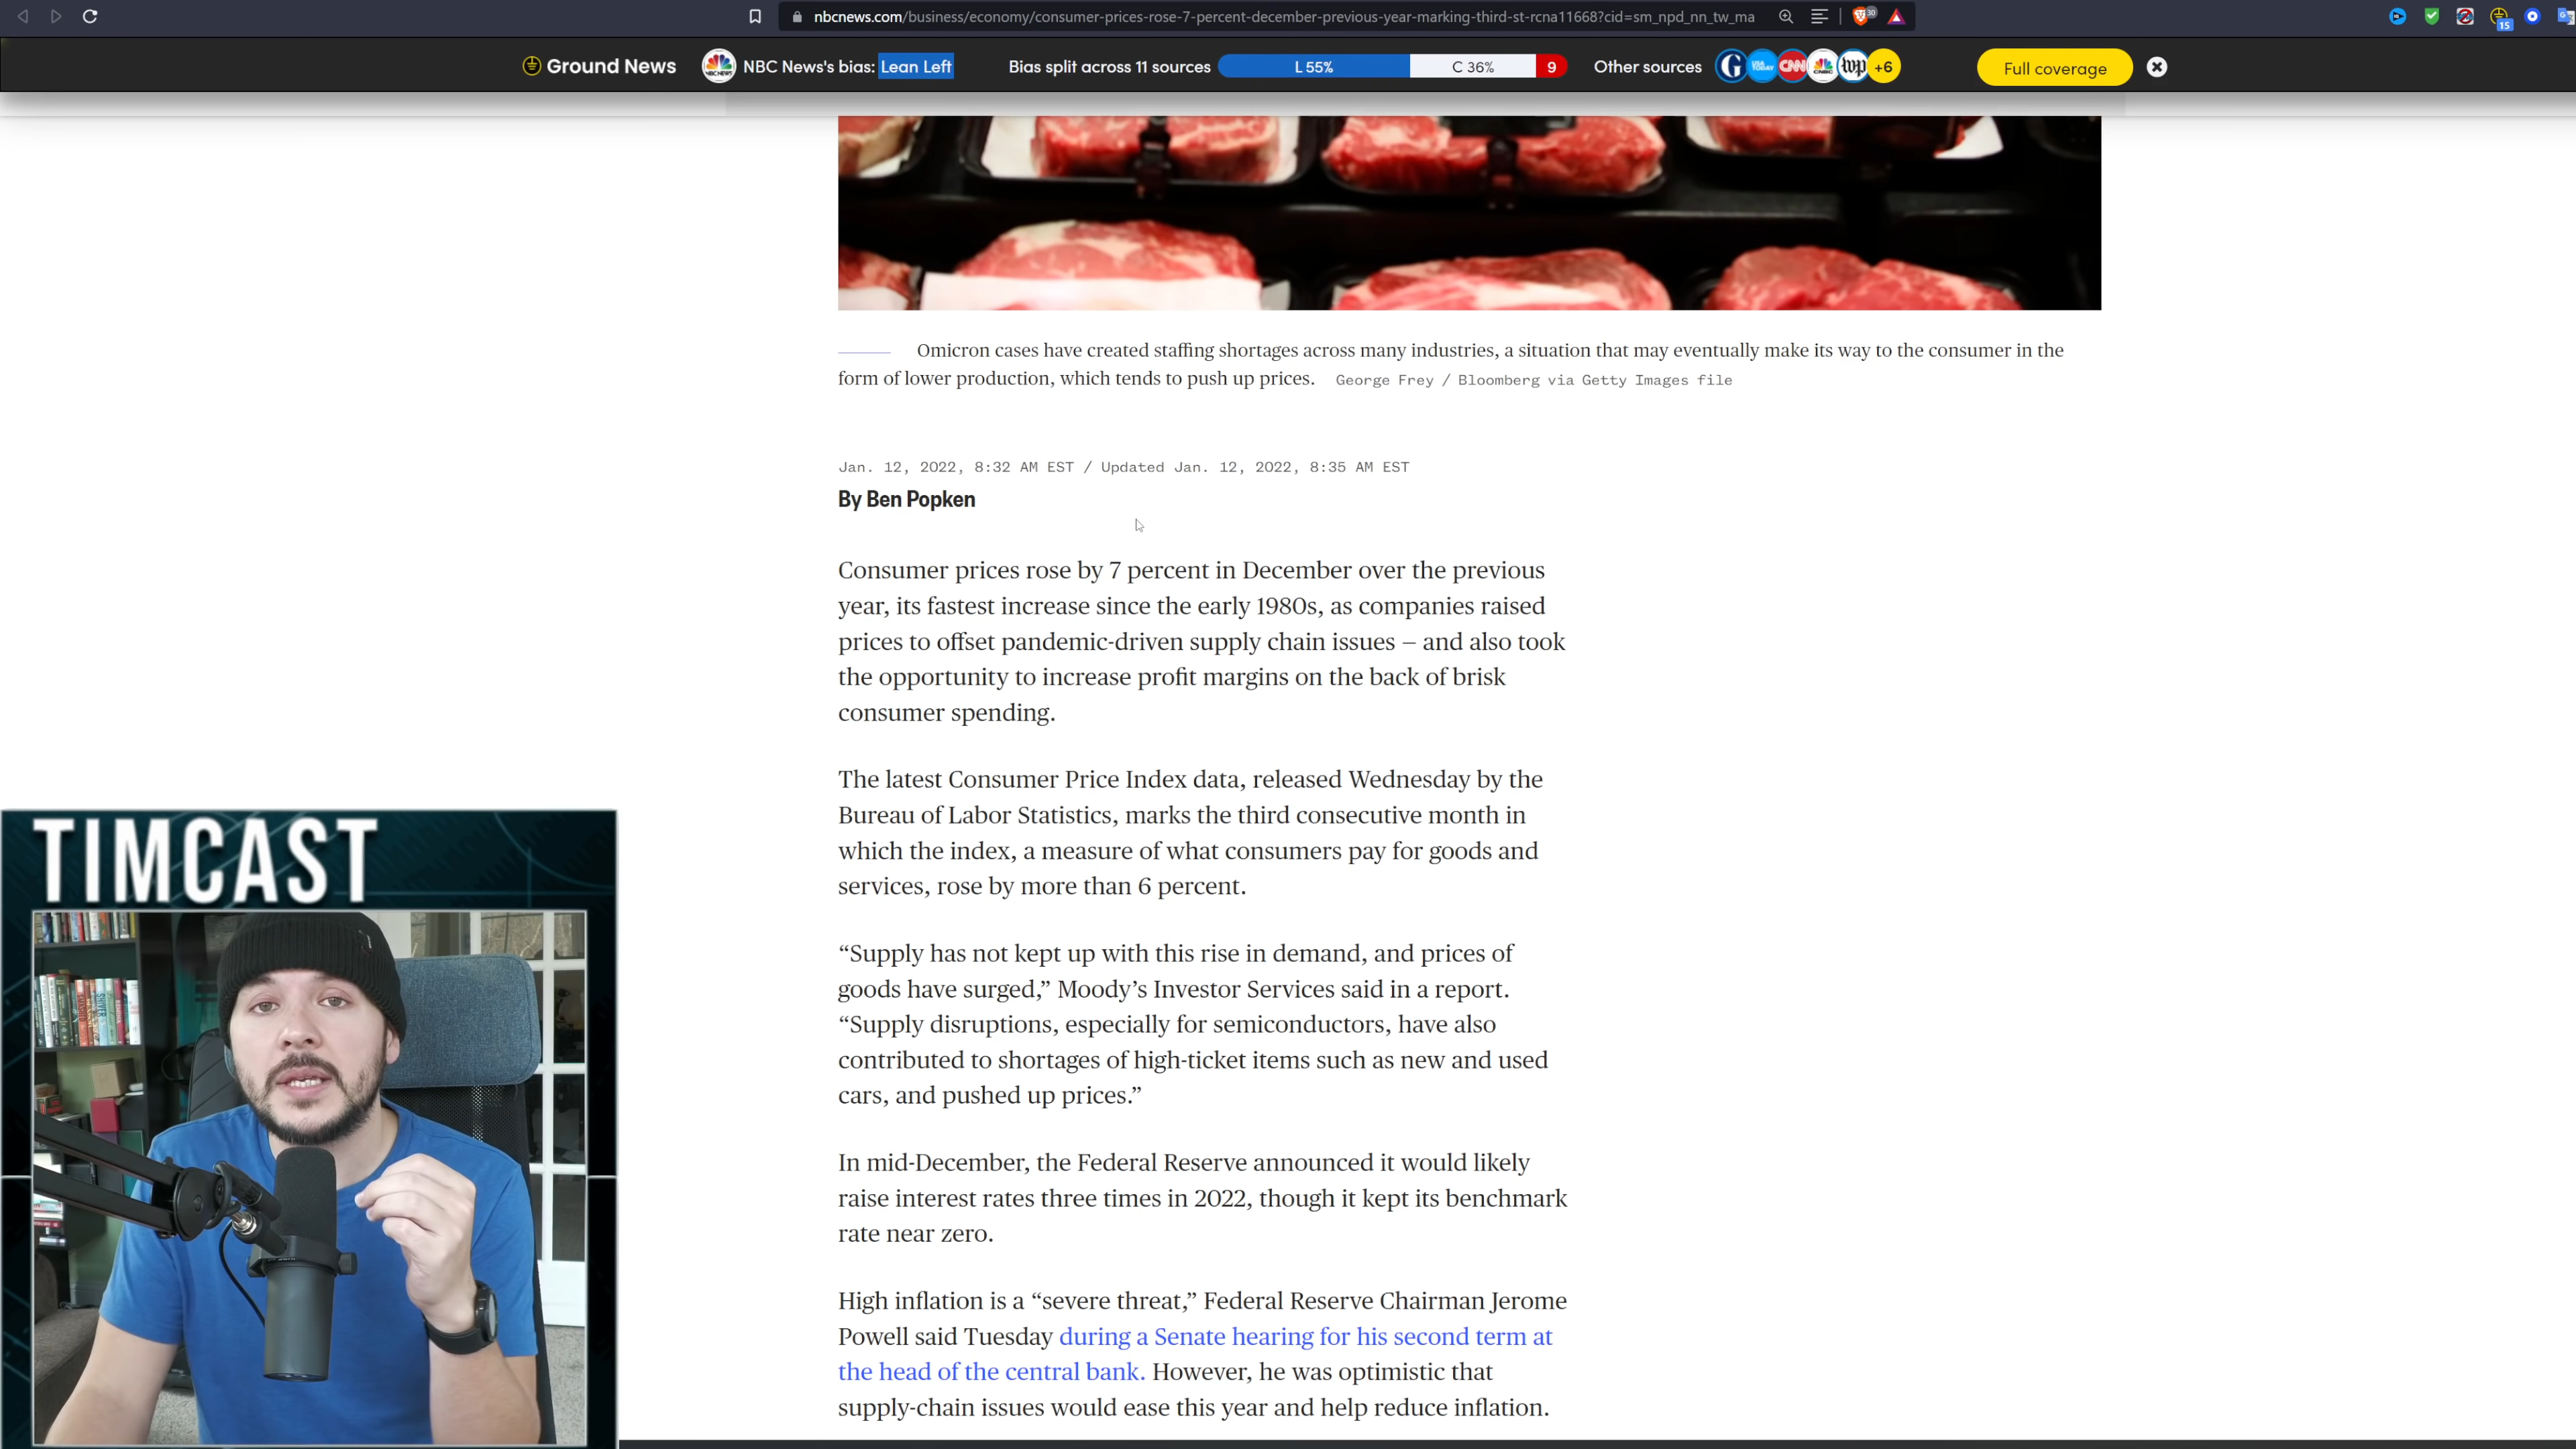 nbcnews.com/business/economy/consumer-prices-rose-7-percent-december-previous-year-marking-third-st-rcna11668?cid=sm_npd_nn_tw_ma
30
15
Ground News
NBC NEWS
NBC News's bias: Lean Left
Bias split across 11 sources
L 55%
C 36%
9
Other sources
G
USA TODAY
CNN
CNBC
wp
+6
Full coverage
Omicron cases have created staffing shortages across many industries, a situation that may eventually make its way to the consumer in the
form of lower production, which tends to push up prices. George Frey / Bloomberg via Getty Images file
Jan. 12, 2022, 8:32 AM EST / Updated Jan. 12, 2022, 8:35 AM EST
By Ben Popken
Consumer prices rose by 7 percent in December over the previous
year, its fastest increase since the early 1980s, as companies raised
prices to offset pandemic-driven supply chain issues — and also took
the opportunity to increase profit margins on the back of brisk
consumer spending.
The latest Consumer Price Index data, released Wednesday by the
Bureau of Labor Statistics, marks the third consecutive month in
which the index, a measure of what consumers pay for goods and
services, rose by more than 6 percent.
“Supply has not kept up with this rise in demand, and prices of
goods have surged,” Moody’s Investor Services said in a report.
“Supply disruptions, especially for semiconductors, have also
contributed to shortages of high-ticket items such as new and used
cars, and pushed up prices.”
In mid-December, the Federal Reserve announced it would likely
raise interest rates three times in 2022, though it kept its benchmark
rate near zero.
High inflation is a “severe threat,” Federal Reserve Chairman Jerome
Powell said Tuesday during a Senate hearing for his second term at
the head of the central bank. However, he was optimistic that
supply-chain issues would ease this year and help reduce inflation.
TIMCAST